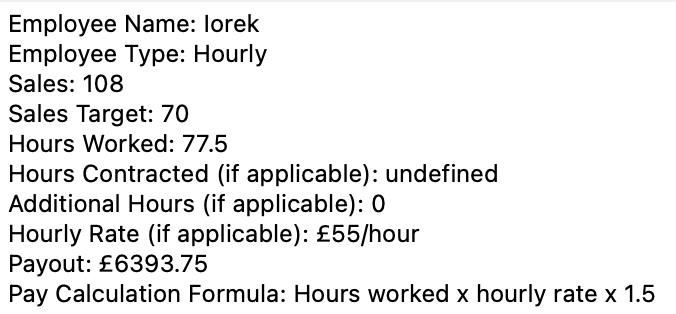 Employee Name: Iorek
Employee Type: Hourly
Sales: 108
Sales Target: 70
Hours Worked: 77.5
Hours Contracted (if applicable): undefined
Additional Hours (if applicable): 0
Hourly Rate (if applicable): £55/hour
Payout: £6393.75
Pay Calculation Formula: Hours worked x hourly rate x 1.5